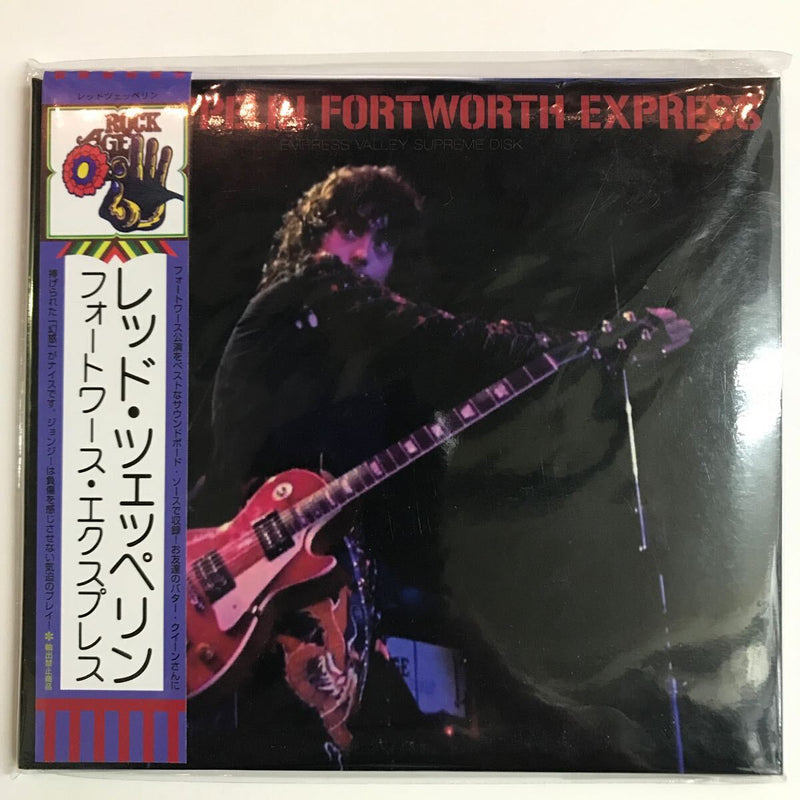 PPELIN FORTWORTH EXPRESS
EMPRESS VALLEY SUPREME DISK
レッドツェッペリン
ROCK
AGE
レッド・ツェッペリン
フォートワース・エクスプレス
フォートワース公演をベストなサウンドボード・ソースで収録!お友達のバター・クイーンさんに
捧げられた「幻惑」がナイスです。ジョンジーは負傷を感じさせない気迫のプレイ!
※輸出禁止商品